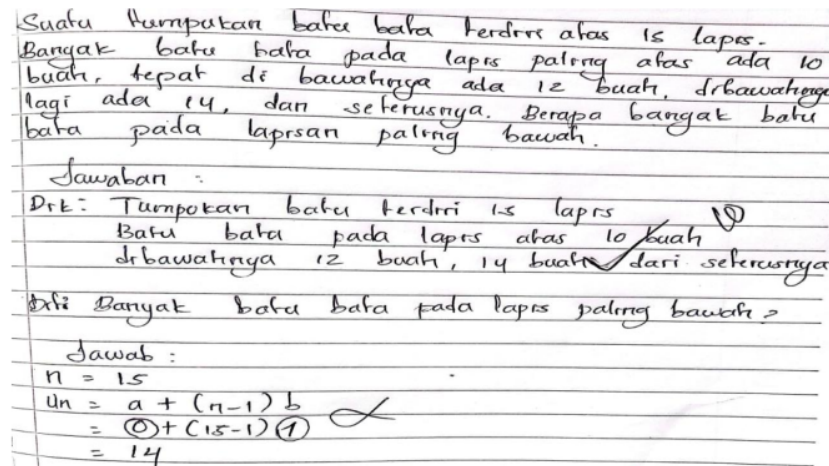 Suatu tumpukan batu bata terdiri atas 15 lapis.
Banyak batu bata pada lapis paling atas ada 10
buah, tepat di bawahnya ada 12 buah, dibawahnya
lagi ada 14, dan seterusnya. Berapa banyak batu
bata pada lapisan paling bawah.
Jawaban :
Dik : Tumpokan batu terdiri 15 lapis
Batu bata pada lapis atas 10 buah
dibawahnya 12 buah, 14 buah dari seterusnya
Dit : Banyak batu bata pada lapis paling bawah ?
Jawab :
n = 15
Un = a + (n-1) b
= 0 + (15-1) 1
= 14